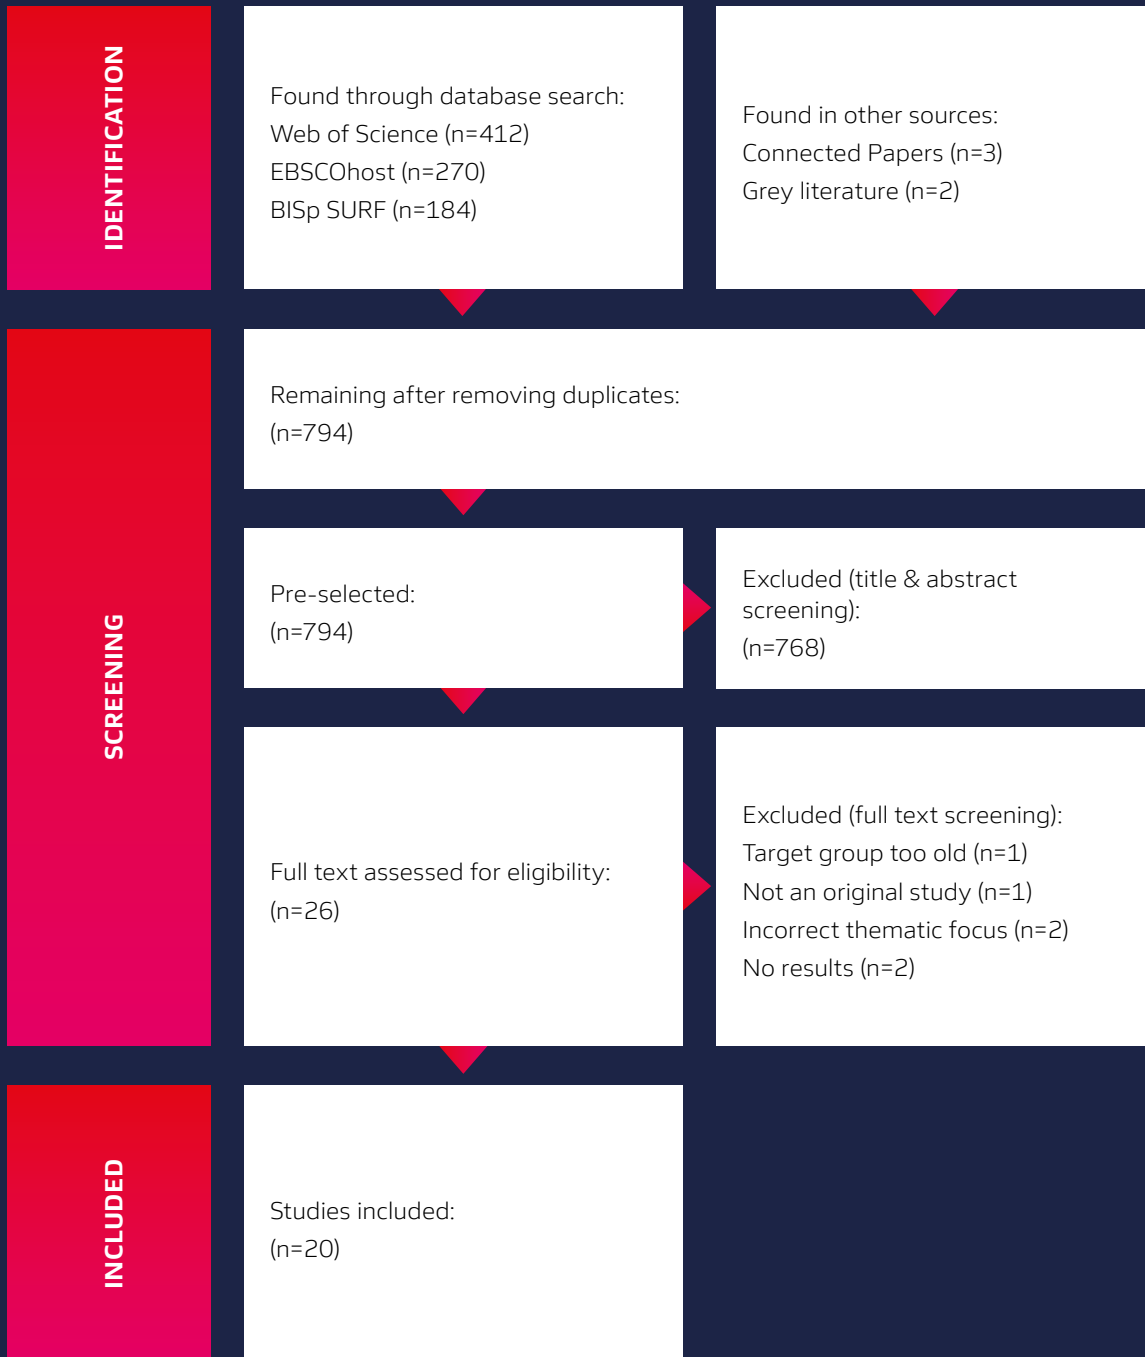 IDENTIFICATION
Found through database search:
Web of Science (n=412)
EBSCOhost (n=270)
BISp SURF (n=184)
Found in other sources:
Connected Papers (n=3)
Grey literature (n=2)
SCREENING
Remaining after removing duplicates:
(n=794)
Pre-selected:
(n=794)
Excluded (title & abstract
screening):
(n=768)
Full text assessed for eligibility:
(n=26)
Excluded (full text screening):
Target group too old (n=1)
Not an original study (n=1)
Incorrect thematic focus (n=2)
No results (n=2)
INCLUDED
Studies included:
(n=20)